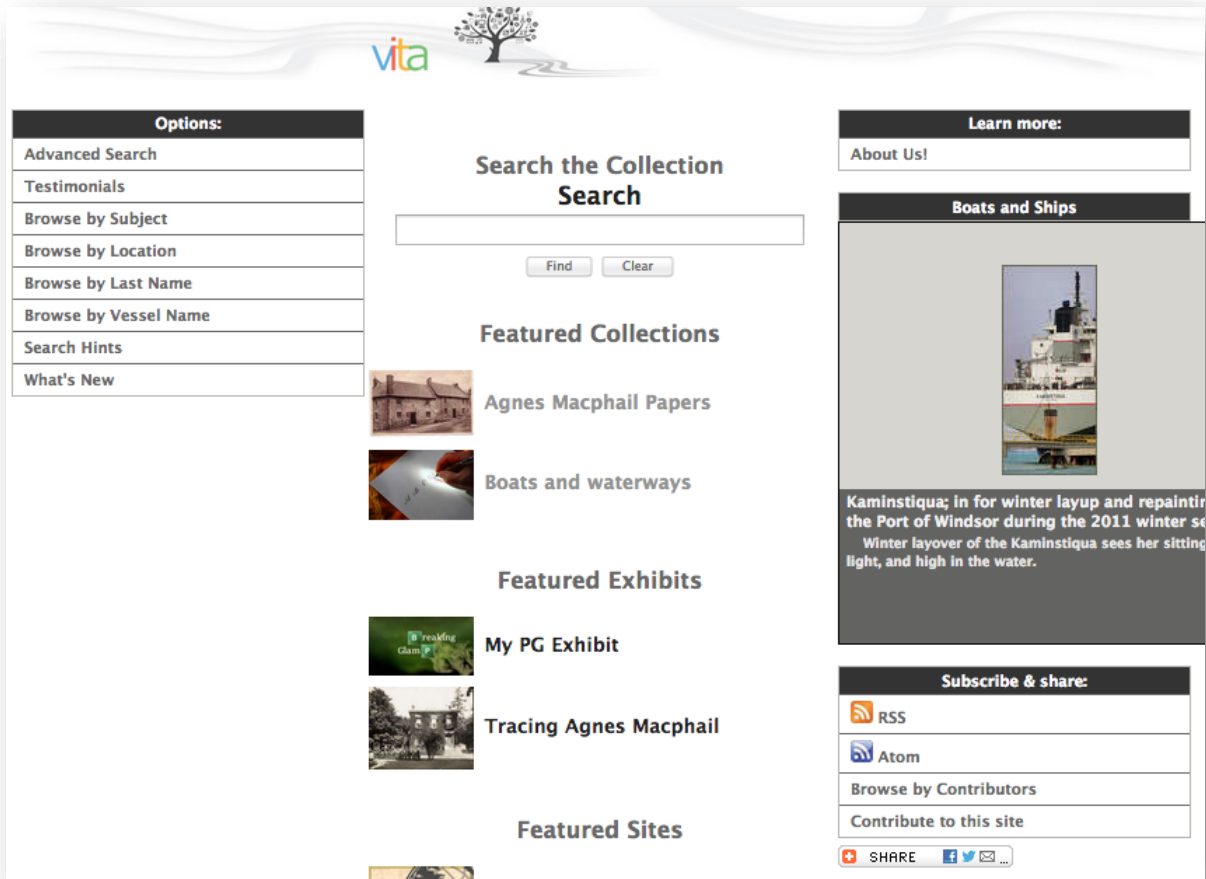 vita
Options:
Advanced Search
Testimonials
Browse by Subject
Browse by Location
Browse by Last Name
Browse by Vessel Name
Search Hints
What's New
Search the Collection
Search
Find Clear
Featured Collections
Agnes Macphail Papers
Boats and waterways
Featured Exhibits
Breaking
Glam P
My PG Exhibit
Tracing Agnes Macphail
Featured Sites
Learn more:
About Us!
Boats and Ships
Kaminstiqua; in for winter layup and
the Port of Windsor during the 2011 winter
Winter layover of the Kaminstiqua sees her sitting
light, and high in the water.
Subscribe & share:
RSS
Atom
Browse by Contributors
Contribute to this site
SHARE ...